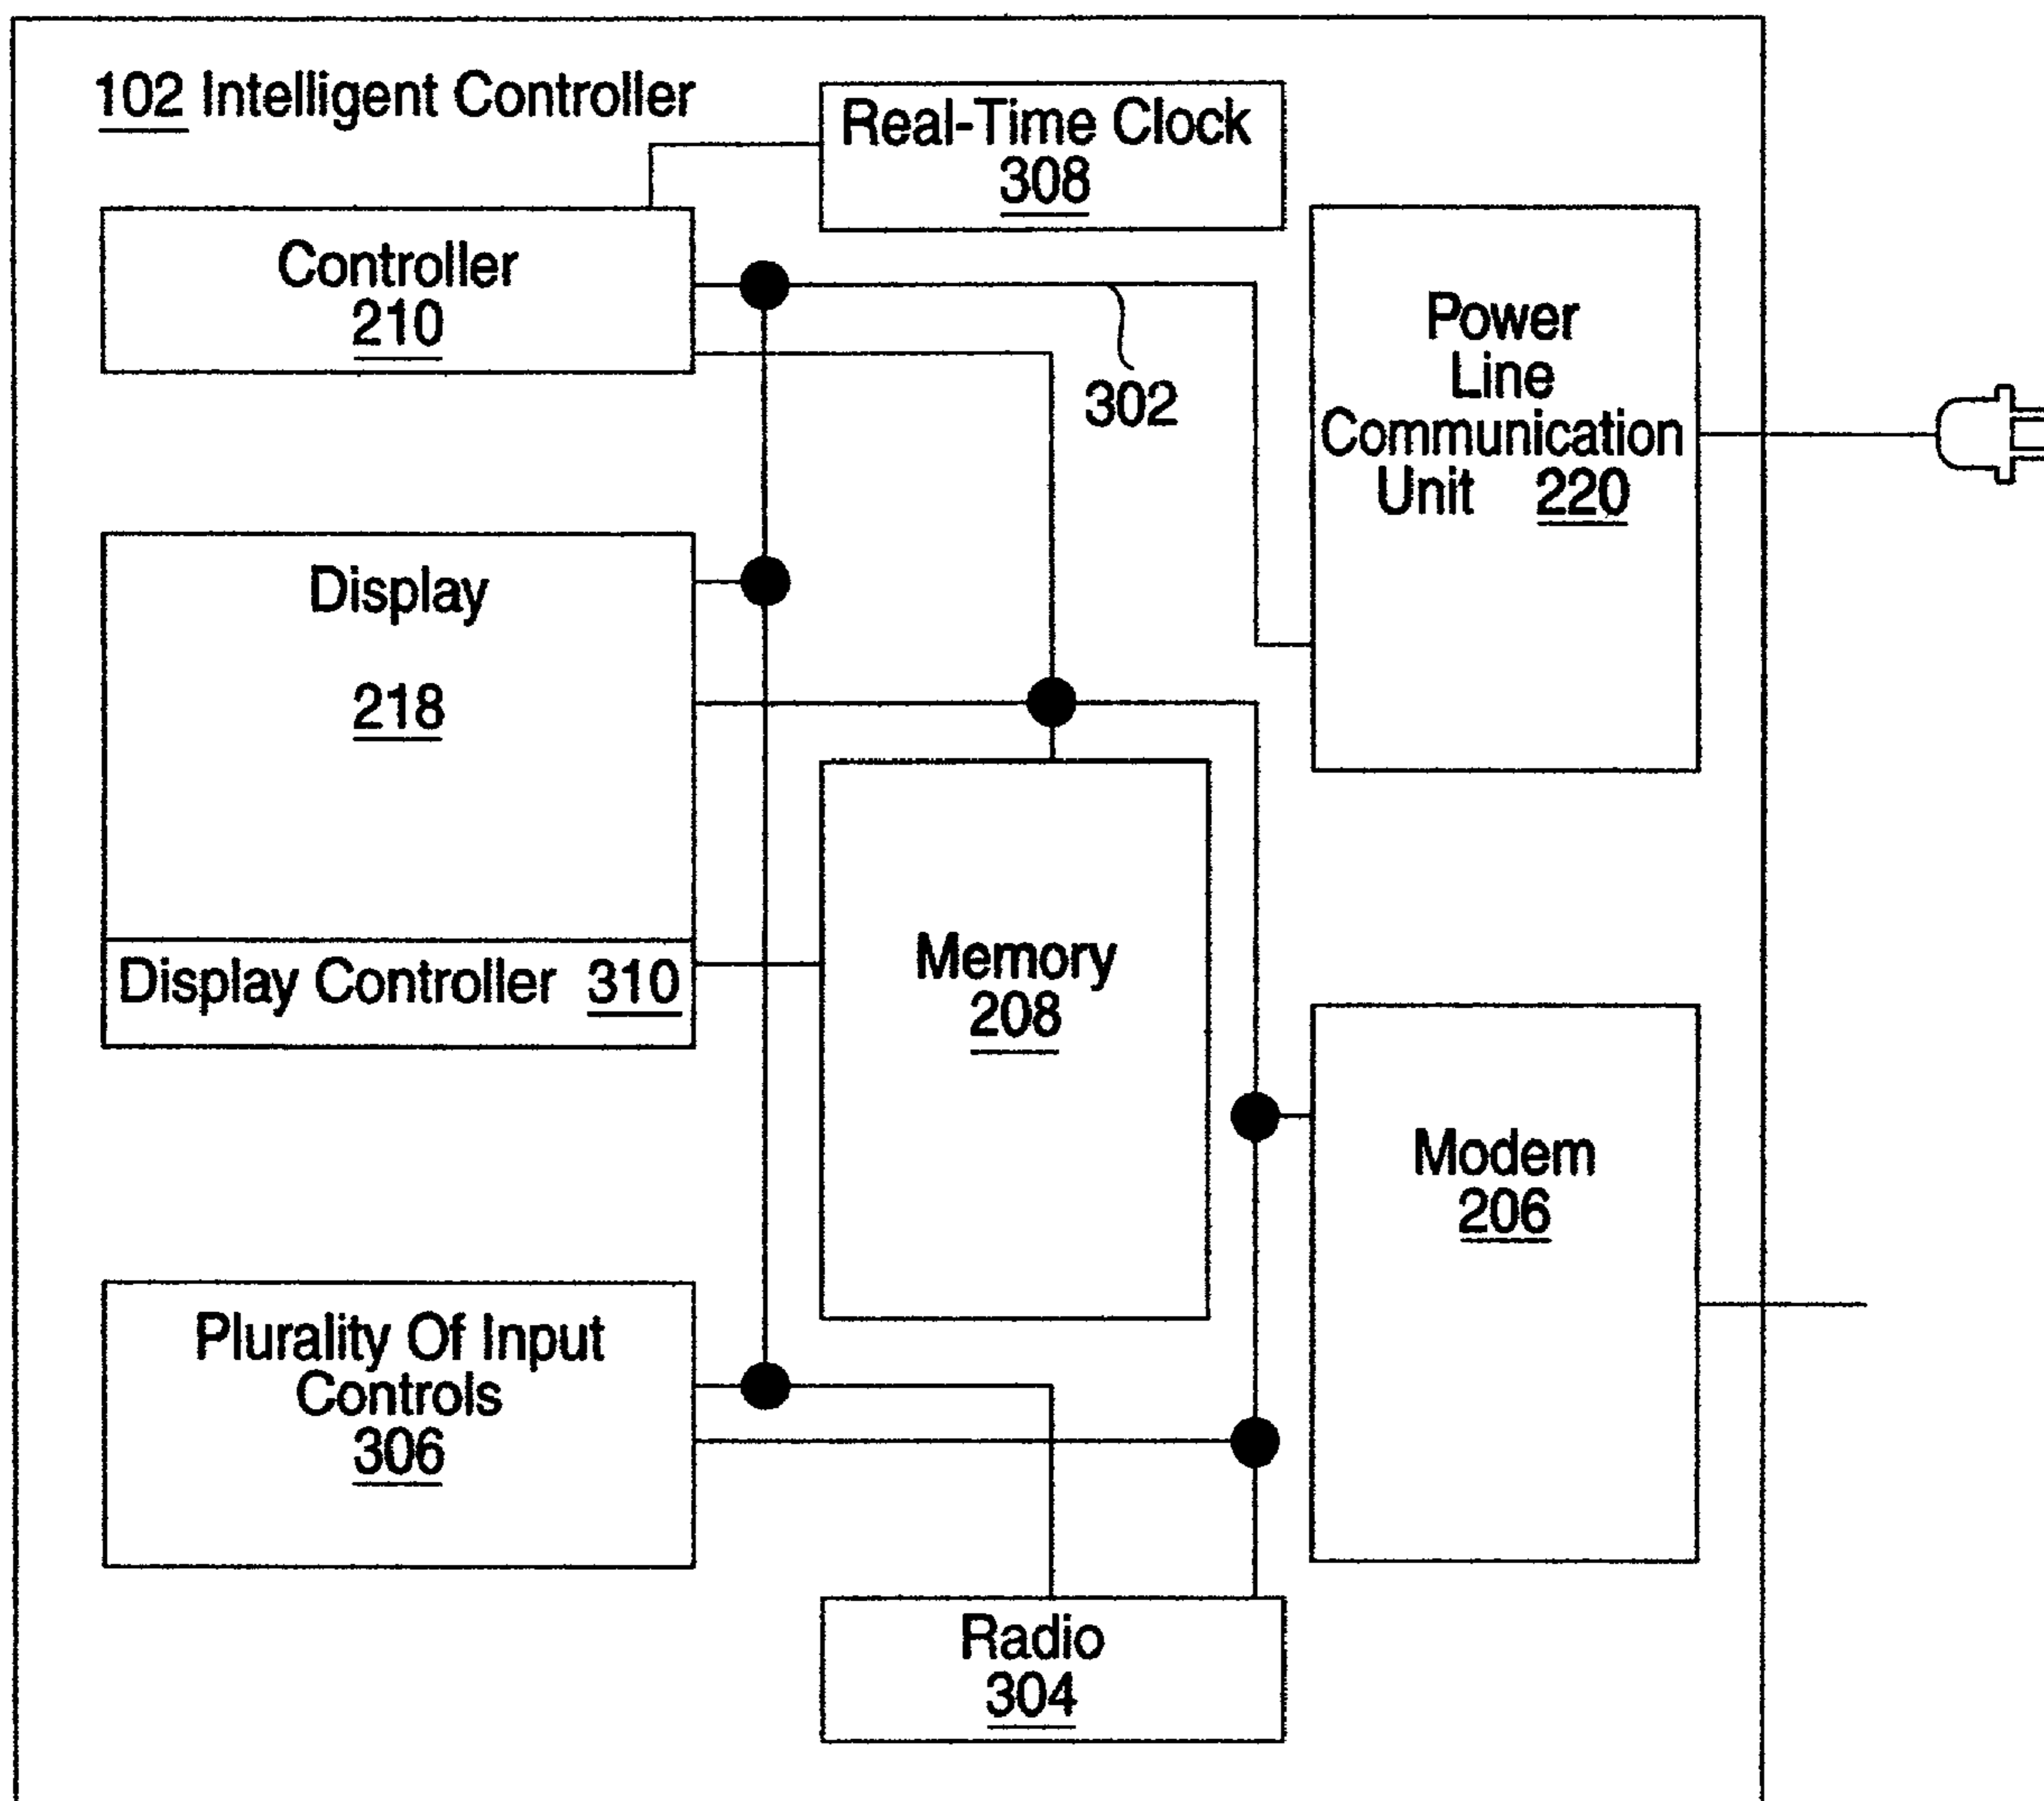 102 Intelligent Controller
Real-Time Clock
308
Controller
210
302
Power
Line
Communication
Unit 220
Display
218
Display Controller 310
Memory
208
Modem
206
Plurality Of Input
Controls
306
Radio
304